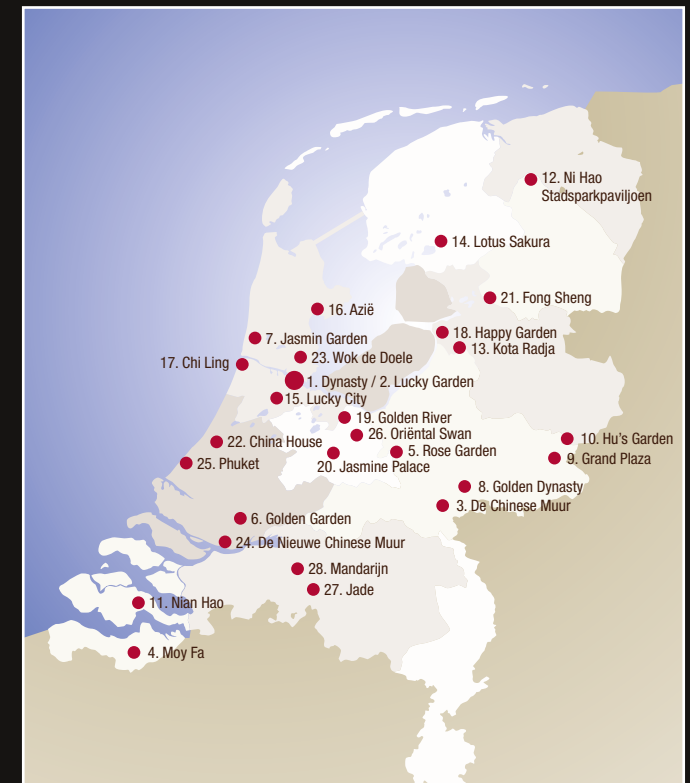 12. Ni Hao
Stadsparkpaviljoen
14. Lotus Sakura
21. Fong Sheng
16. Azië
18. Happy Garden
7. Jasmin Garden
13. Kota Radja
23. Wok de Doele
17. Chi Ling
1. Dynasty / 2. Lucky Garden
15. Lucky City
19. Golden River
26. Oriëntal Swan
10. Hu's Garden
22. China House
5. Rose Garden
9. Grand Plaza
25. Phuket
20. Jasmine Palace
8. Golden Dynasty
3. De Chinese Muur
6. Golden Garden
24. De Nieuwe Chinese Muur
28. Mandarijn
27. Jade
11. Nian Hao
4. Moy Fa